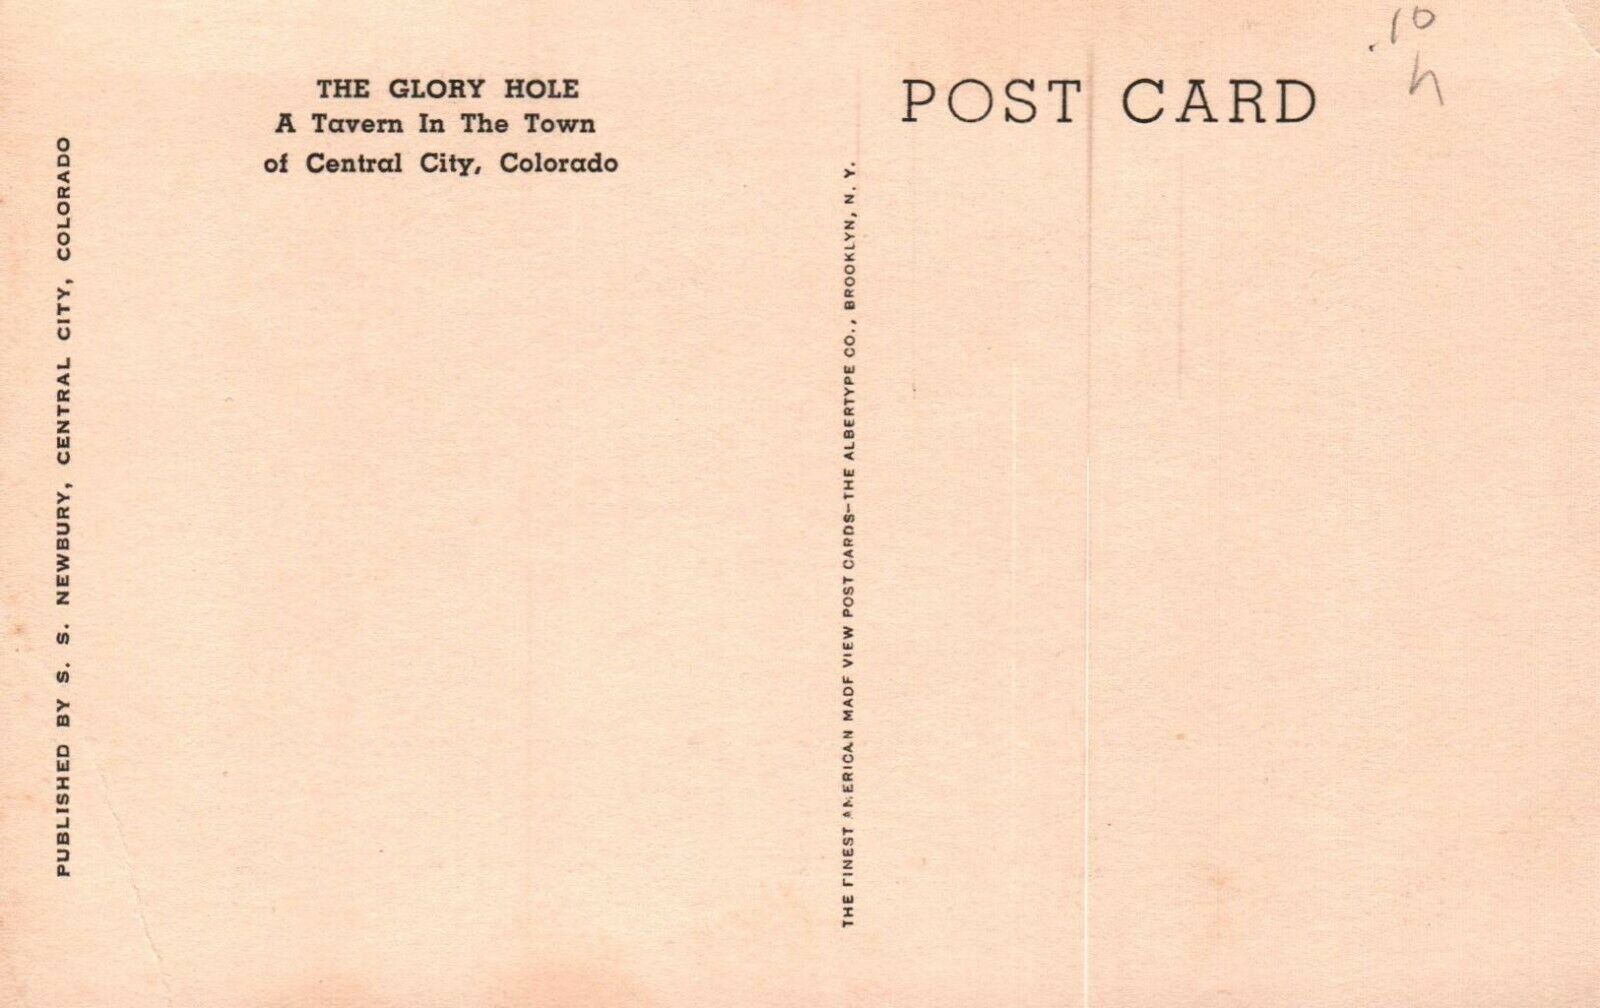 THE GLORY HOLE
A Tavern In The Town
of Central City, Colorado
PUBLISHED BY S. S. NEWBURY, CENTRAL CITY, COLORADO
THE FINEST AMERICAN MADE VIEW POST CARDS—THE ALBERTYPE CO., BROOKLYN, N. Y.
POST CARD
.10